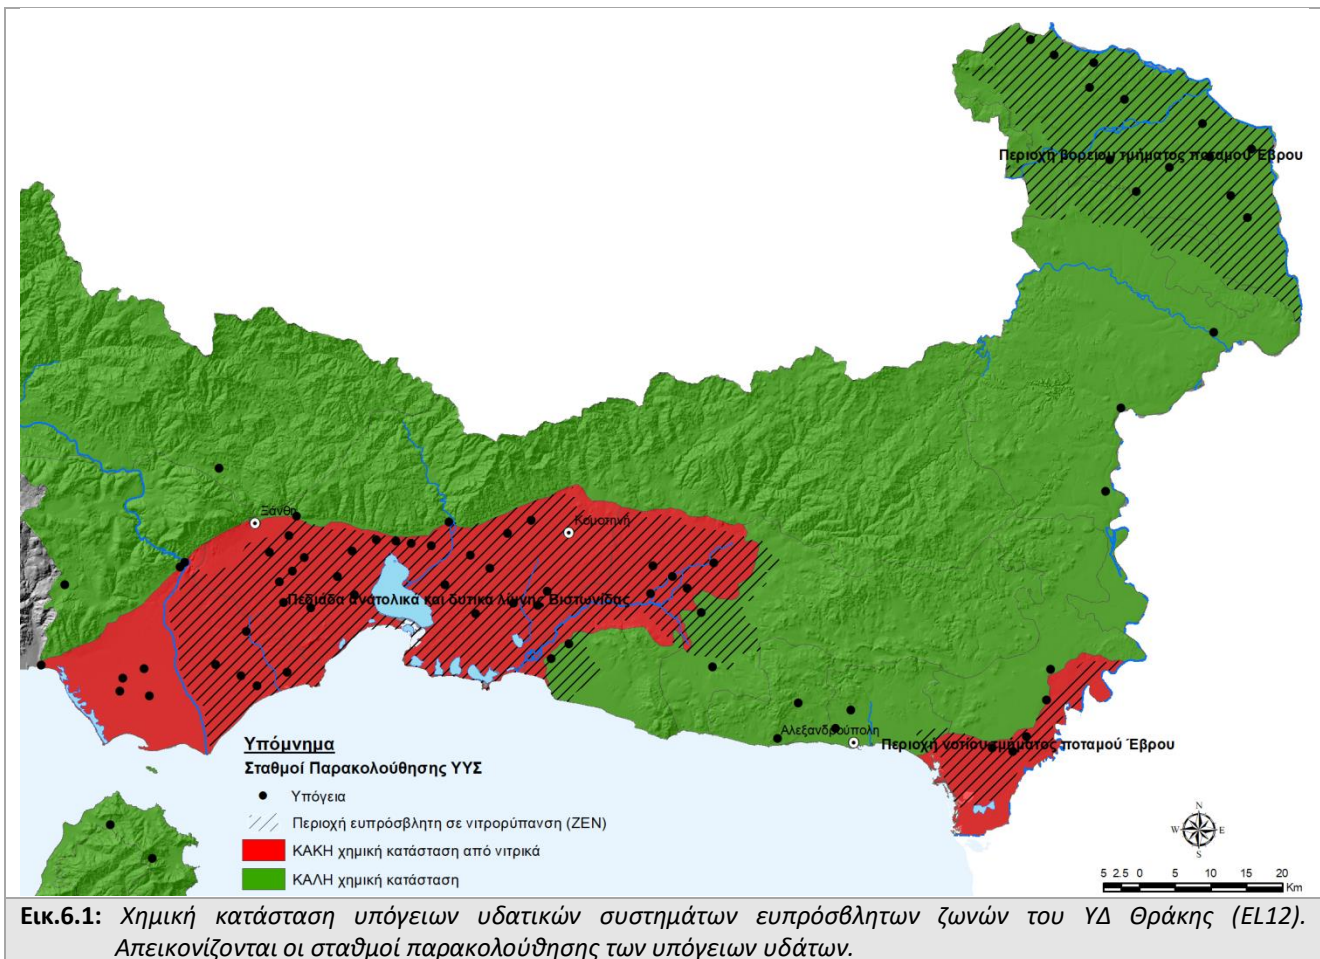 Περιοχή βορείου τμήματος ποταμού Έβρου
Ξάνθη
Κομοτηνή
Πεδιάδα ανατολικά και δυτικά λίμνης Βιστωνίδας
Αλεξανδρούπολη
Περιοχή νοτίου τμήματος ποταμού Έβρου
Υπόμνημα
Σταθμοί Παρακολούθησης ΥΥΣ
Υπόγεια
Περιοχή ευπρόσβλητη σε νιτρορύπανση (ΖΕΝ)
ΚΑΚΗ χημική κατάσταση από νιτρικά
ΚΑΛΗ χημική κατάσταση
N
W E
S
5 2.5 0 5 10 15 20
Km
Εικ.6.1: Χημική κατάσταση υπόγειων υδατικών συστημάτων ευπρόσβλητων ζωνών του ΥΔ Θράκης (EL12).
Απεικονίζονται οι σταθμοί παρακολούθησης των υπόγειων υδάτων.